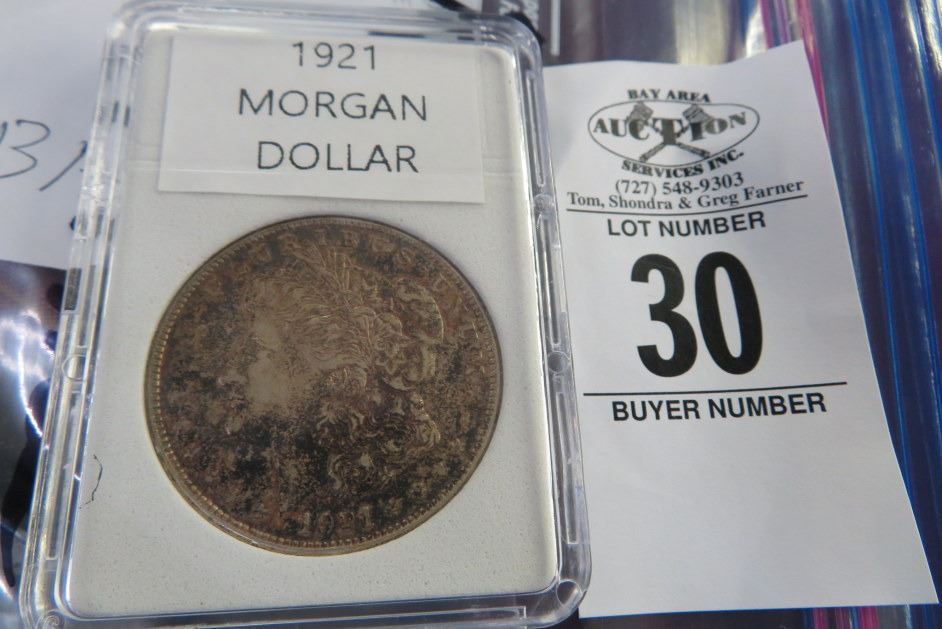 1921
MORGAN
DOLLAR
1921
BAY AREA
AUCTION
SERVICES INC.
(727) 548-9303
Tom, Shondra & Greg Farner
LOT NUMBER
30
BUYER NUMBER